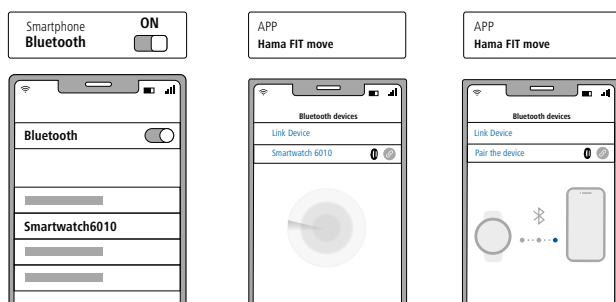 Smartphone
Bluetooth
ON
Bluetooth
Smartwatch6010
APP
Hama FIT move
Bluetooth devices
Link Device
Smartwatch 6010
APP
Hama FIT move
Bluetooth devices
Link Device
Pair the device